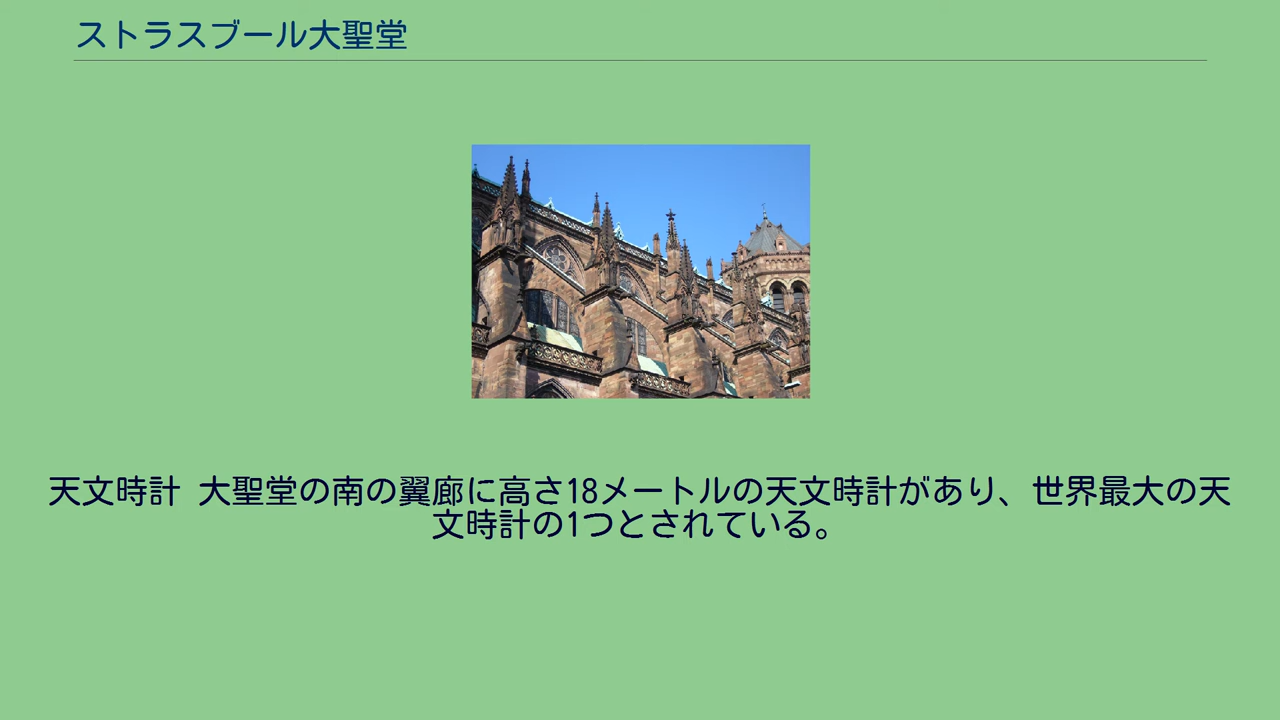 ストラスブール大聖堂
天文時計 大聖堂の南の翼廊に高さ18メートルの天文時計があり、世界最大の天
文時計の1つとされている。